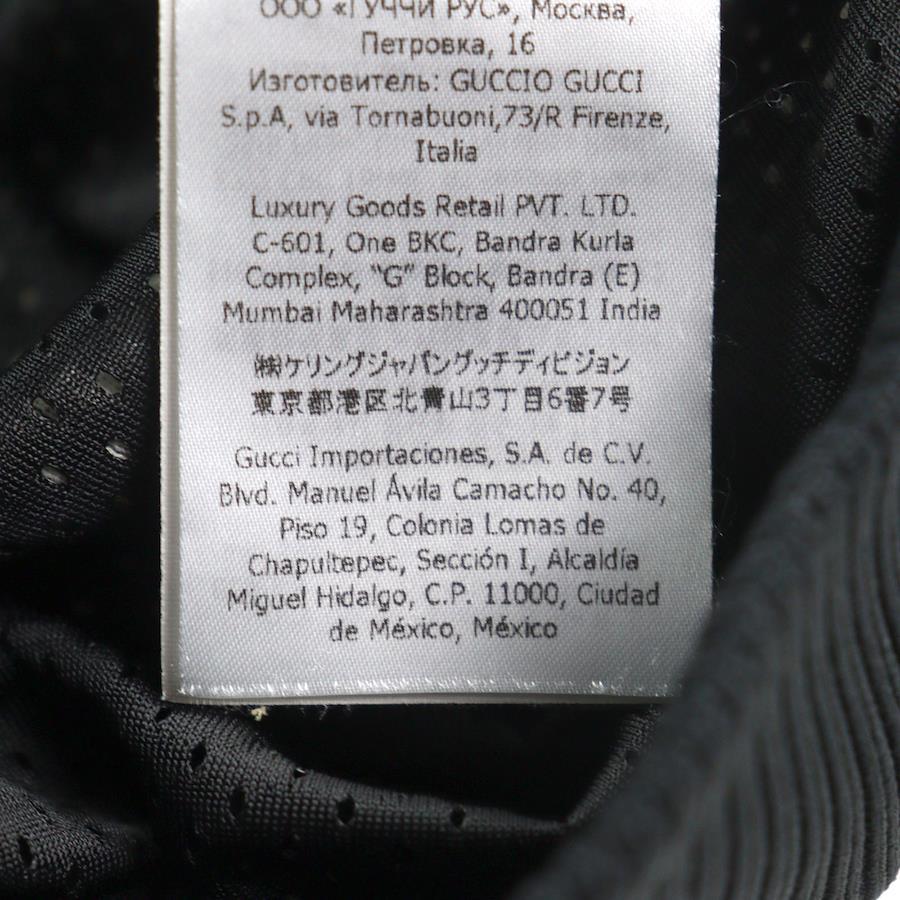 ООО «ГУЧЧИ РУС», Москва,
Петровка, 16
Изготовитель: GUCCIO GUCCI
S.p.A, via Tornabuoni,73/R Firenze,
Italia
Luxury Goods Retail PVT. LTD.
C-601, One BKC, Bandra Kurla
Complex, “G” Block, Bandra (E)
Mumbai Maharashtra 400051 India
㈱ケリングジャパングッチディビジョン
東京都港区北青山3丁目6番7号
Gucci Importaciones, S.A. de C.V.
Blvd. Manuel Ávila Camacho No. 40,
Piso 19, Colonia Lomas de
Chapultepec, Sección I, Alcaldía
Miguel Hidalgo, C.P. 11000, Ciudad
de México, México